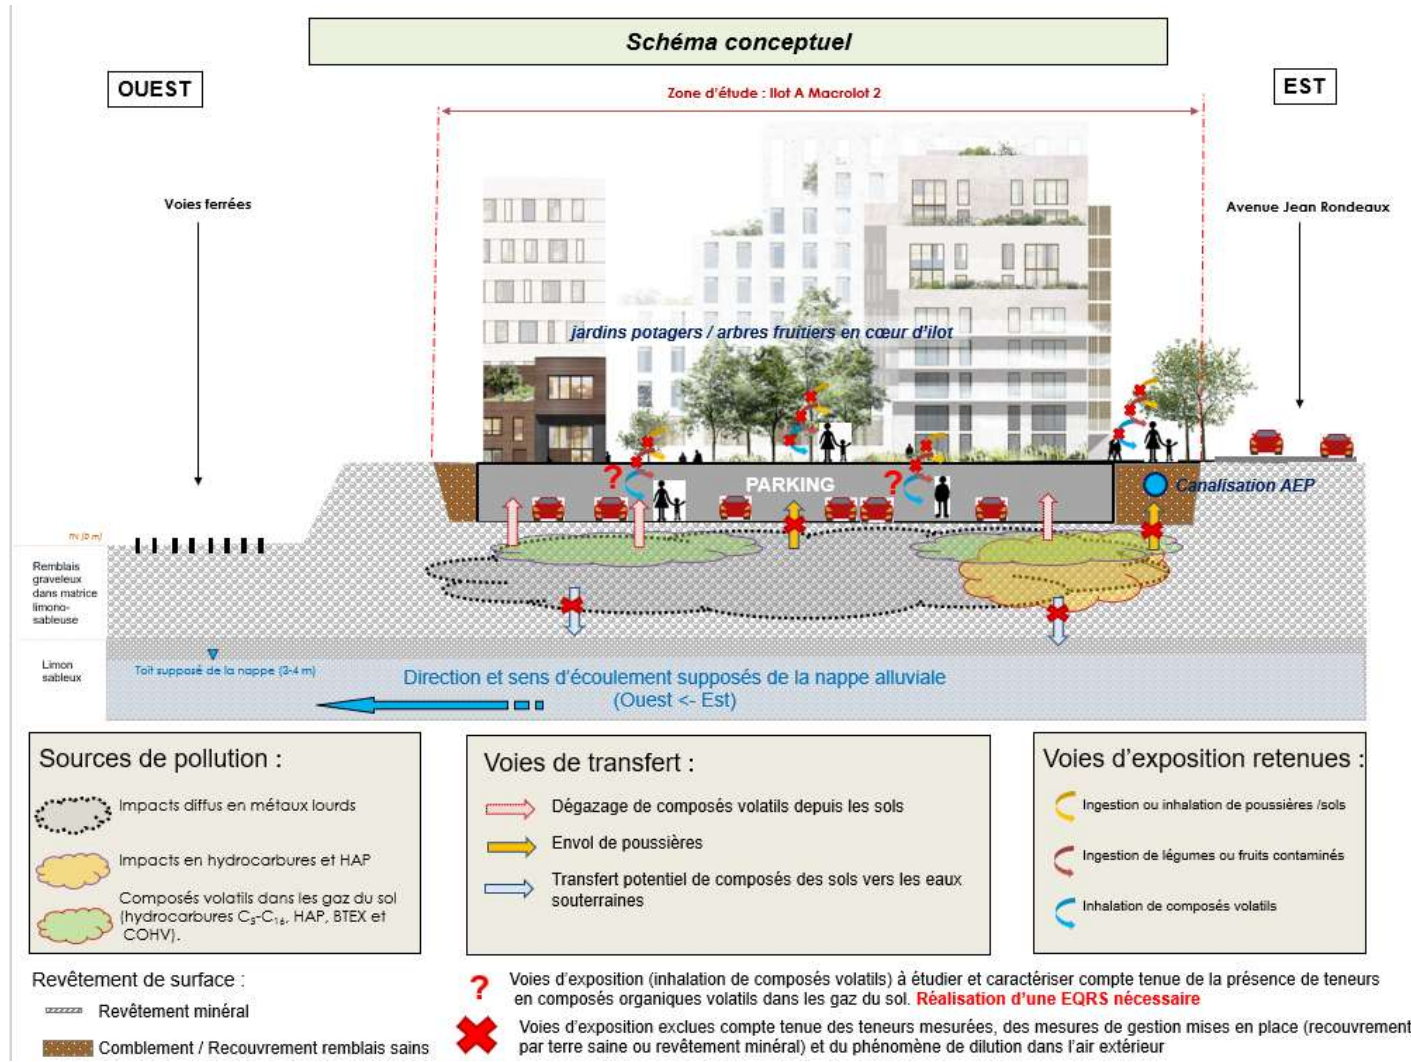 Schéma conceptuel
OUEST
EST
Zone d'étude : Ilot A Macrolot 2
Voies ferrées
Avenue Jean Rondeaux
jardins potagers / arbres fruitiers en cœur d'ilot
?
?
PARKING
Canalisation AEP
TN (0 m)
Remblais
graveleux
dans matrice
limono-
sableuse
Limon
sableux
Toit supposé de la nappe (3-4 m)
Direction et sens d'écoulement supposés de la nappe alluviale
(Ouest <- Est)
Sources de pollution :
Impacts diffus en métaux lourds
Impacts en hydrocarbures et HAP
Composés volatils dans les gaz du sol
(hydrocarbures C₅-C₁₆, HAP, BTEX et
COHV).
Voies de transfert :
Dégazage de composés volatils depuis les sols
Envol de poussières
Transfert potentiel de composés des sols vers les eaux
souterraines
Voies d'exposition retenues :
Ingestion ou inhalation de poussières /sols
Ingestion de légumes ou fruits contaminés
Inhalation de composés volatils
Revêtement de surface :
Revêtement minéral
Comblement / Recouvrement remblais sains
? Voies d'exposition (inhalation de composés volatils) à étudier et caractériser compte tenue de la présence de teneurs
en composés organiques volatils dans les gaz du sol. Réalisation d'une EQRS nécessaire
Voies d'exposition exclues compte tenue des teneurs mesurées, des mesures de gestion mises en place (recouvrement
par terre saine ou revêtement minéral) et du phénomène de dilution dans l'air extérieur